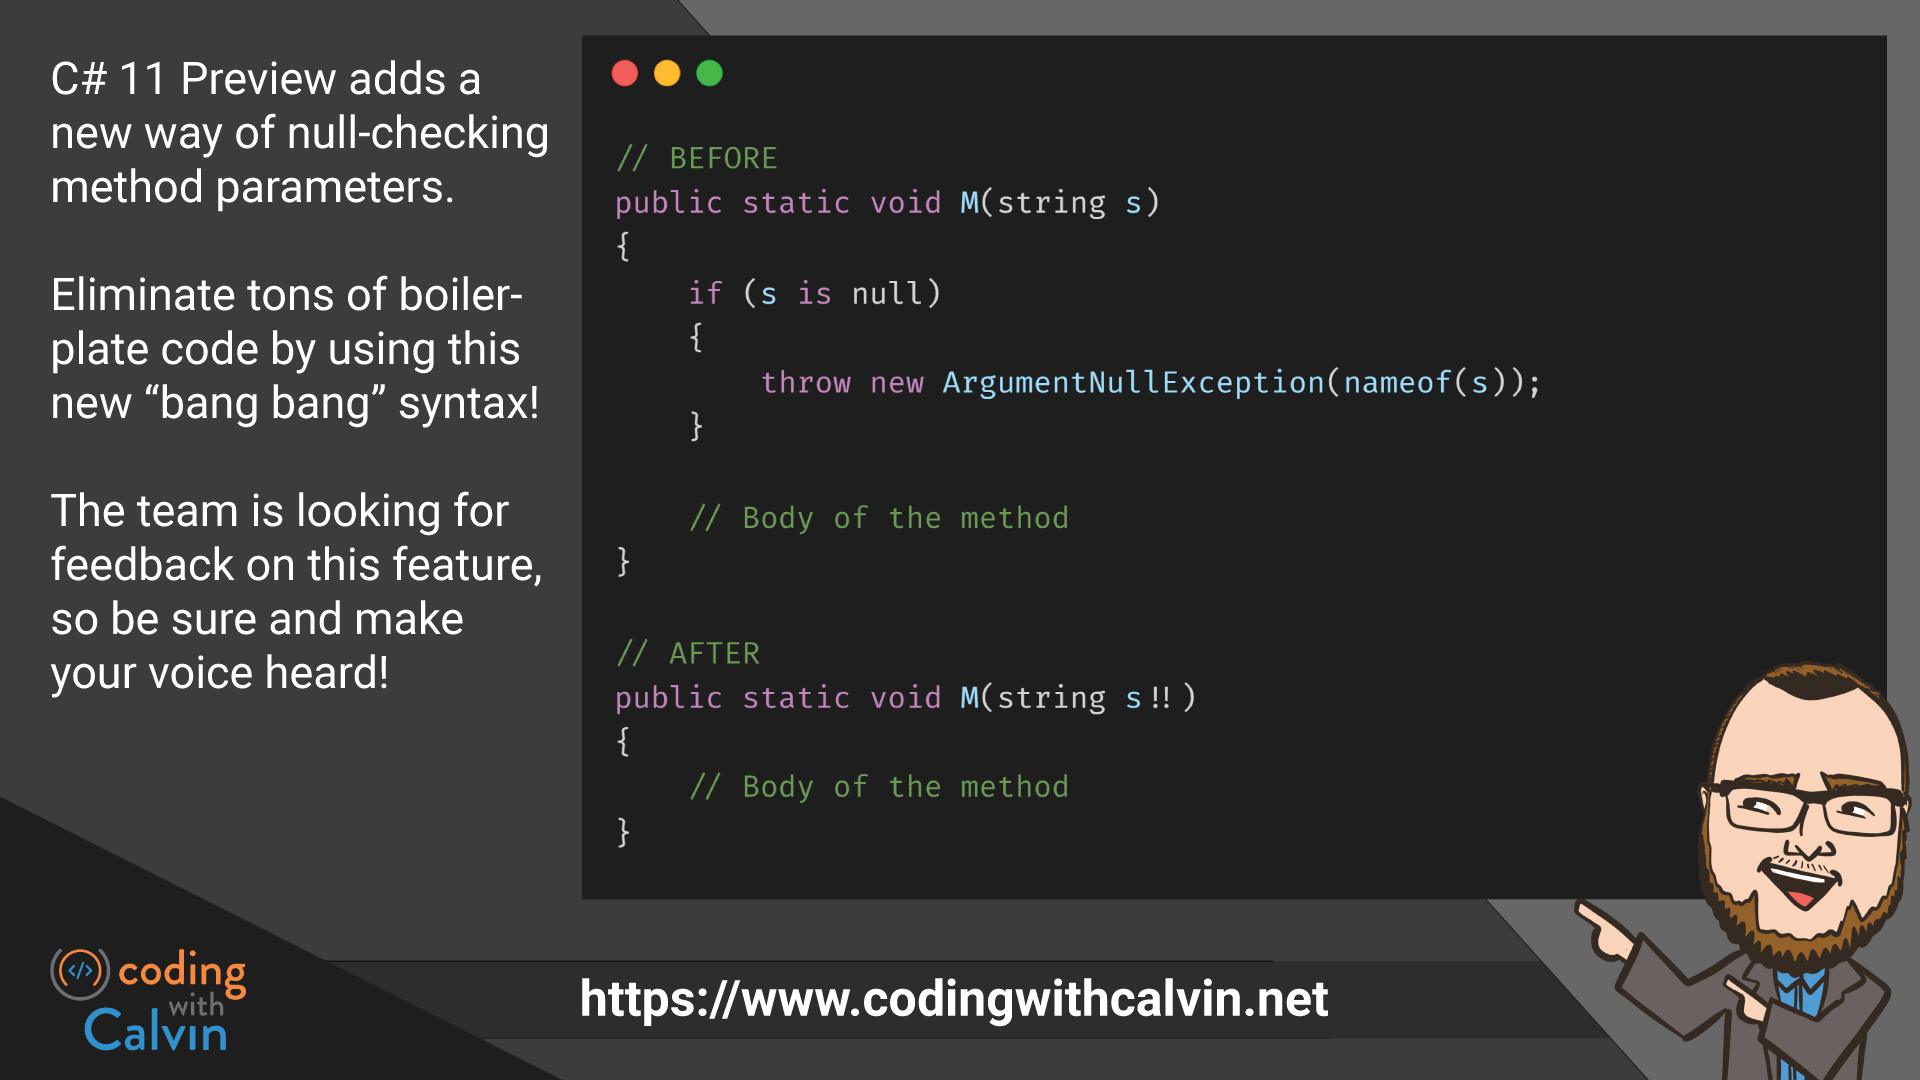 C# 11 Preview adds a
new way of null-checking
method parameters.
Eliminate tons of boiler-
plate code by using this
new “bang bang” syntax!
The team is looking for
feedback on this feature,
so be sure and make
your voice heard!
// BEFORE
public static void M(string s)
{
    if (s is null)
    {
        throw new ArgumentNullException(nameof(s));
    }
    // Body of the method
}
// AFTER
public static void M(string s!!)
{
    // Body of the method
}
</>
coding
with
Calvin
https://www.codingwithcalvin.net